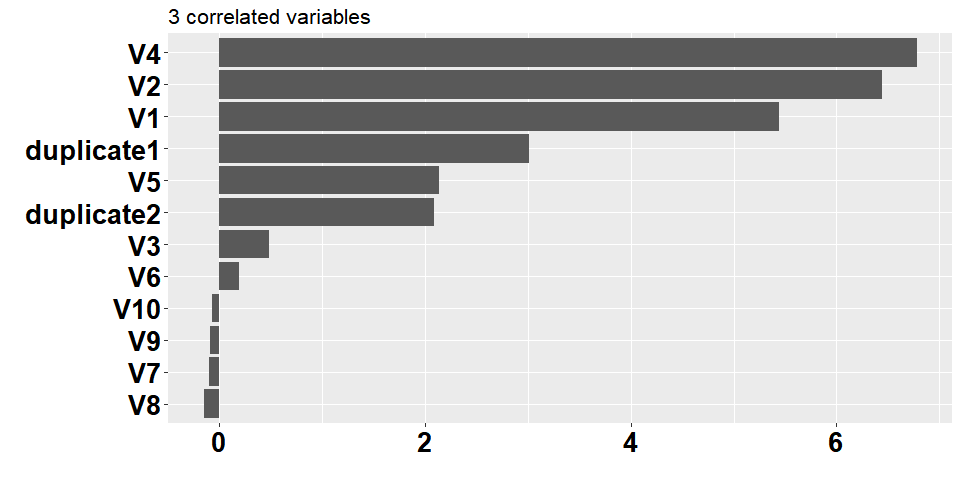 3 correlated variables
V4
V2
V1
duplicate1
V5
duplicate2
V3
V6
V10
V9
V7
V8
0 2 4 6